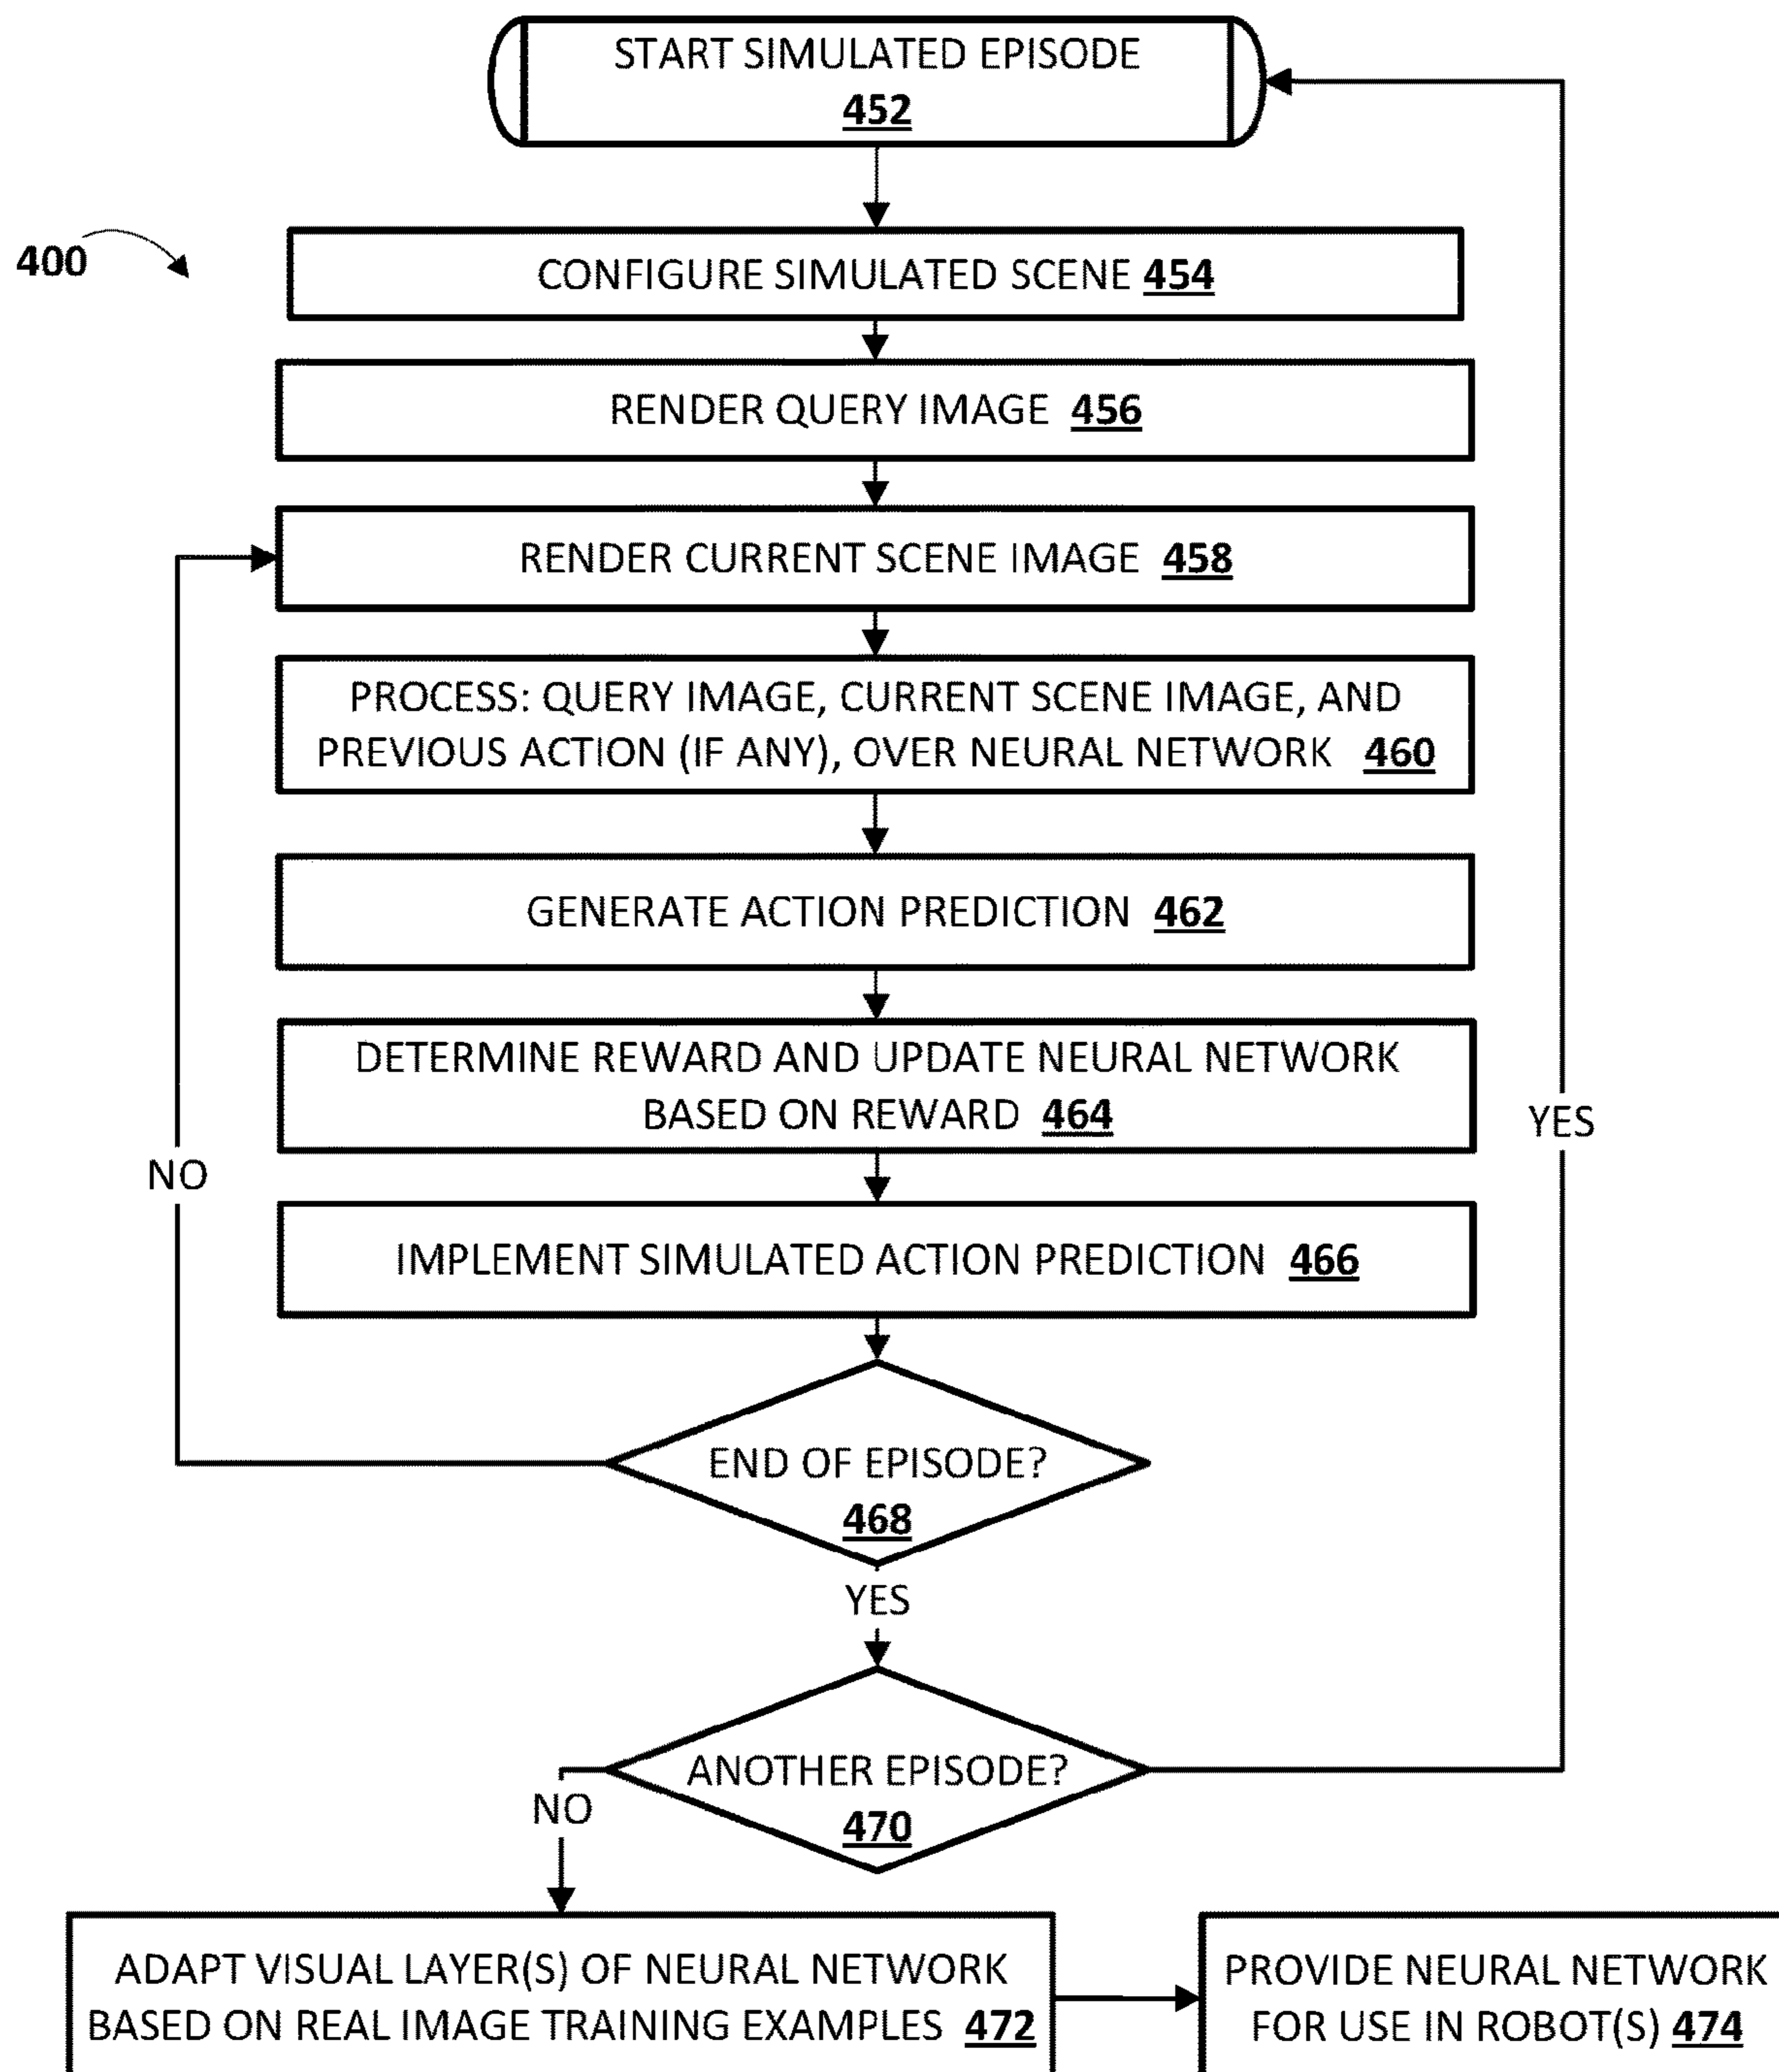 START SIMULATED EPISODE
452
400
CONFIGURE SIMULATED SCENE 454
RENDER QUERY IMAGE 456
RENDER CURRENT SCENE IMAGE 458
PROCESS: QUERY IMAGE, CURRENT SCENE IMAGE, AND
PREVIOUS ACTION (IF ANY), OVER NEURAL NETWORK 460
GENERATE ACTION PREDICTION 462
DETERMINE REWARD AND UPDATE NEURAL NETWORK
BASED ON REWARD 464
YES
NO
IMPLEMENT SIMULATED ACTION PREDICTION 466
END OF EPISODE?
468
YES
ANOTHER EPISODE?
470
NO
ADAPT VISUAL LAYER(S) OF NEURAL NETWORK
BASED ON REAL IMAGE TRAINING EXAMPLES 472
PROVIDE NEURAL NETWORK
FOR USE IN ROBOT(S) 474